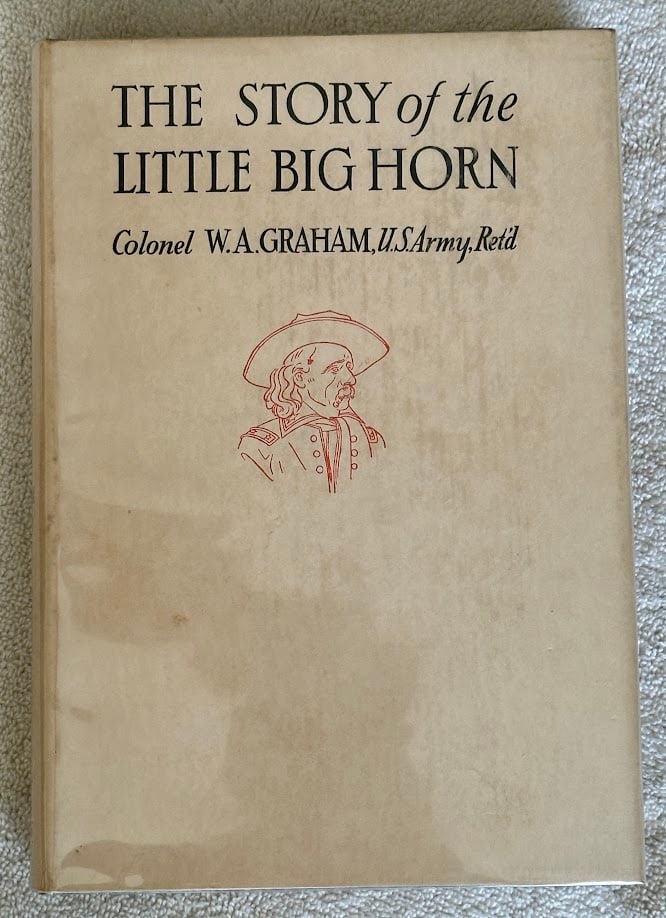 THE STORY of the
LITTLE BIG HORN
Colonel W.A. GRAHAM, U.S. Army, Ret'd